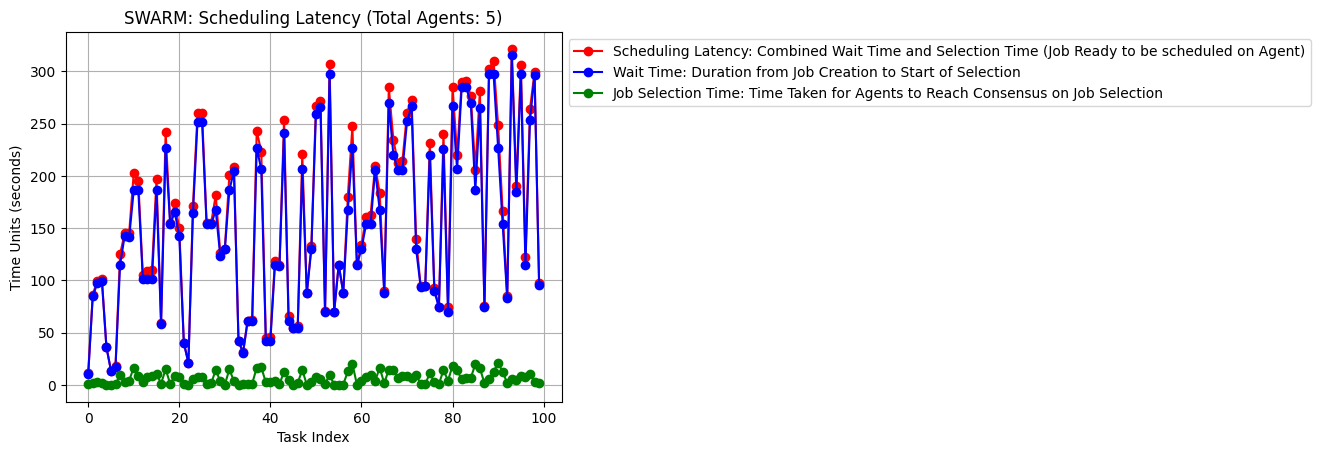 SWARM: Scheduling Latency (Total Agents: 5)
Scheduling Latency: Combined Wait Time and Selection Time (Job Ready to be scheduled on Agent)
Wait Time: Duration from Job Creation to Start of Selection
Job Selection Time: Time Taken for Agents to Reach Consensus on Job Selection
Time Units (seconds)
300
250
200
150
100
50
0
0 20 40 60 80 100
Task Index